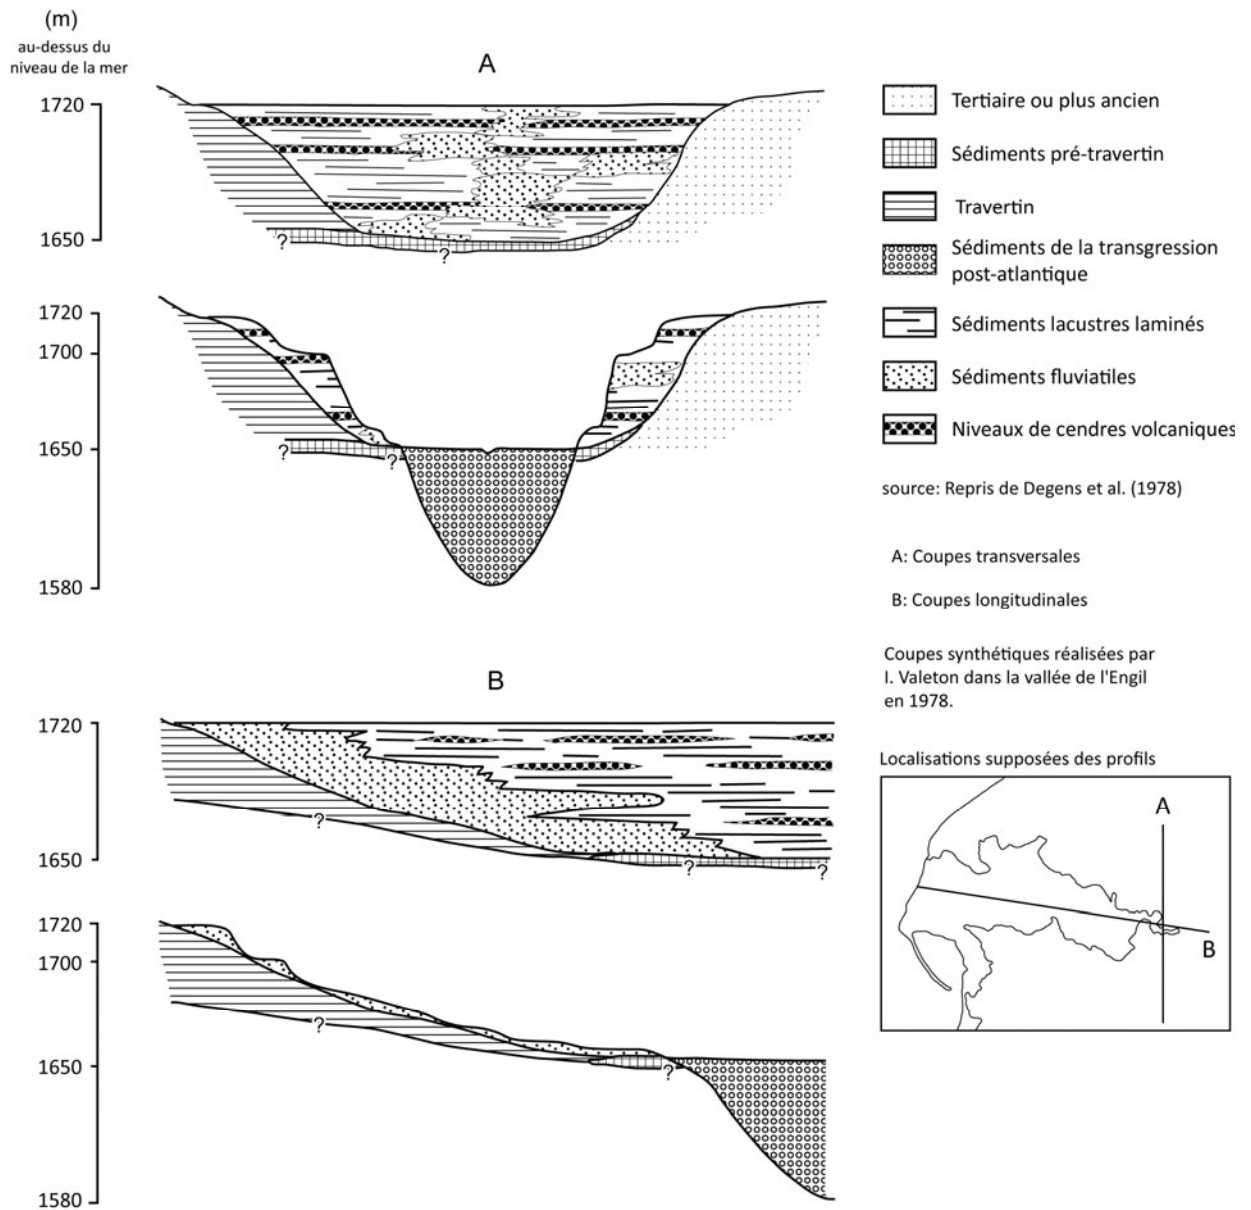 (m)
au-dessus du
niveau de la mer
A
1720
1650
?
?
1720
1700
1650
1580
?
?
B
1720
1650
?
?
?
1720
1700
1650
1580
?
?
Tertiaire ou plus ancien
Sédiments pré-travertin
Travertin
Sédiments de la transgression
post-atlantique
Sédiments lacustres laminés
Sédiments fluviatiles
Niveaux de cendres volcaniques
source: Repris de Degens et al. (1978)
A: Coupes transversales
B: Coupes longitudinales
Coupes synthétiques réalisées par
I. Valeton dans la vallée de l'Engil
en 1978.
Localisations supposées des profils
A
B